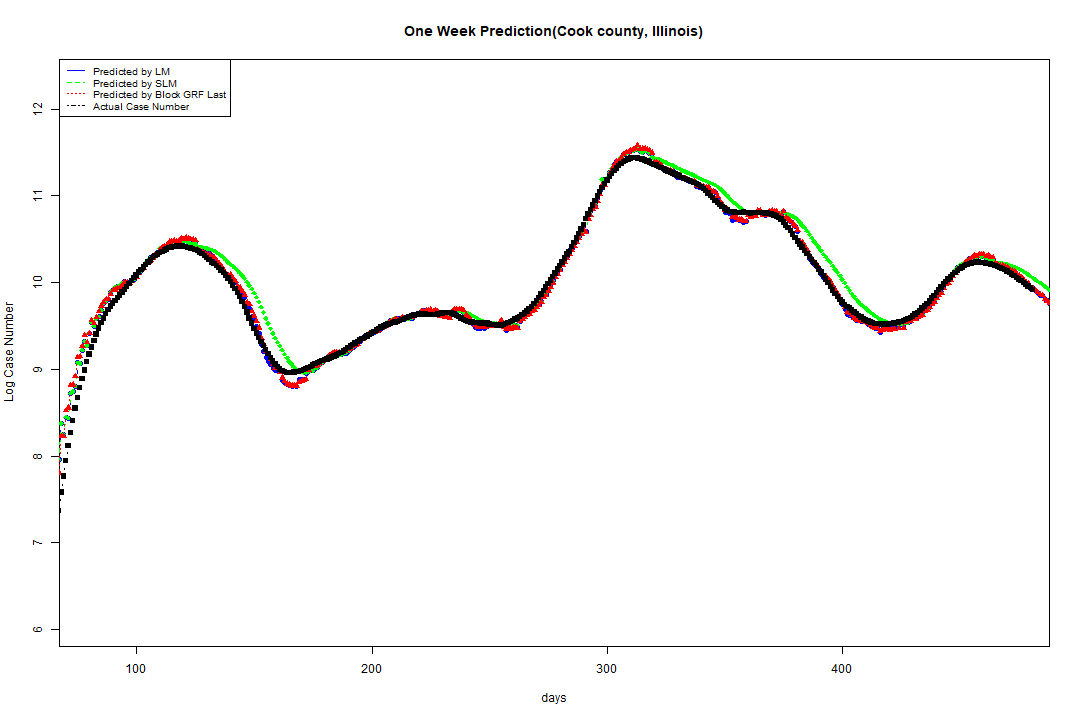 One Week Prediction(Cook county, Illinois)
Predicted by LM
Predicted by SLM
Predicted by Block GRF Last
Actual Case Number
12
11
10
9
8
7
6
Log Case Number
100 200 300 400
days